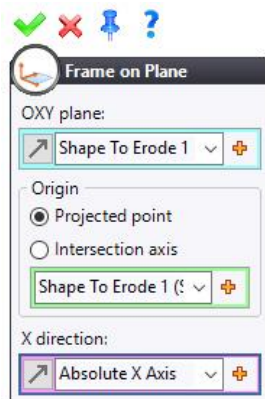 ?
Frame on Plane
OXY plane:
Shape To Erode 1
Origin
Projected point
Intersection axis
Shape To Erode 1 (S
X direction:
Absolute X Axis